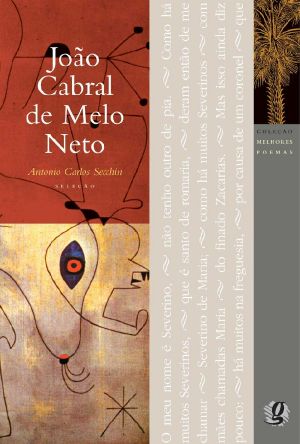 João
Cabral
de Melo
Neto
Antonio Carlos Secchin
SELEÇÃO
O meu nome é Severino, ~ não tenho outro de pia. ~ Como há
muitos Severinos, ~ que é santo de romaria, ~ deram então de me
chamar ~ Severino de Maria; ~ como há muitos Severinos ~ com
mães chamadas Maria ~ do finado Zacarias. ~ Mas isso ainda diz
pouco: ~ há muitos na freguesia, ~ por causa de um coronel ~ que
COLEÇÃO
MELHORES
POEMAS
g